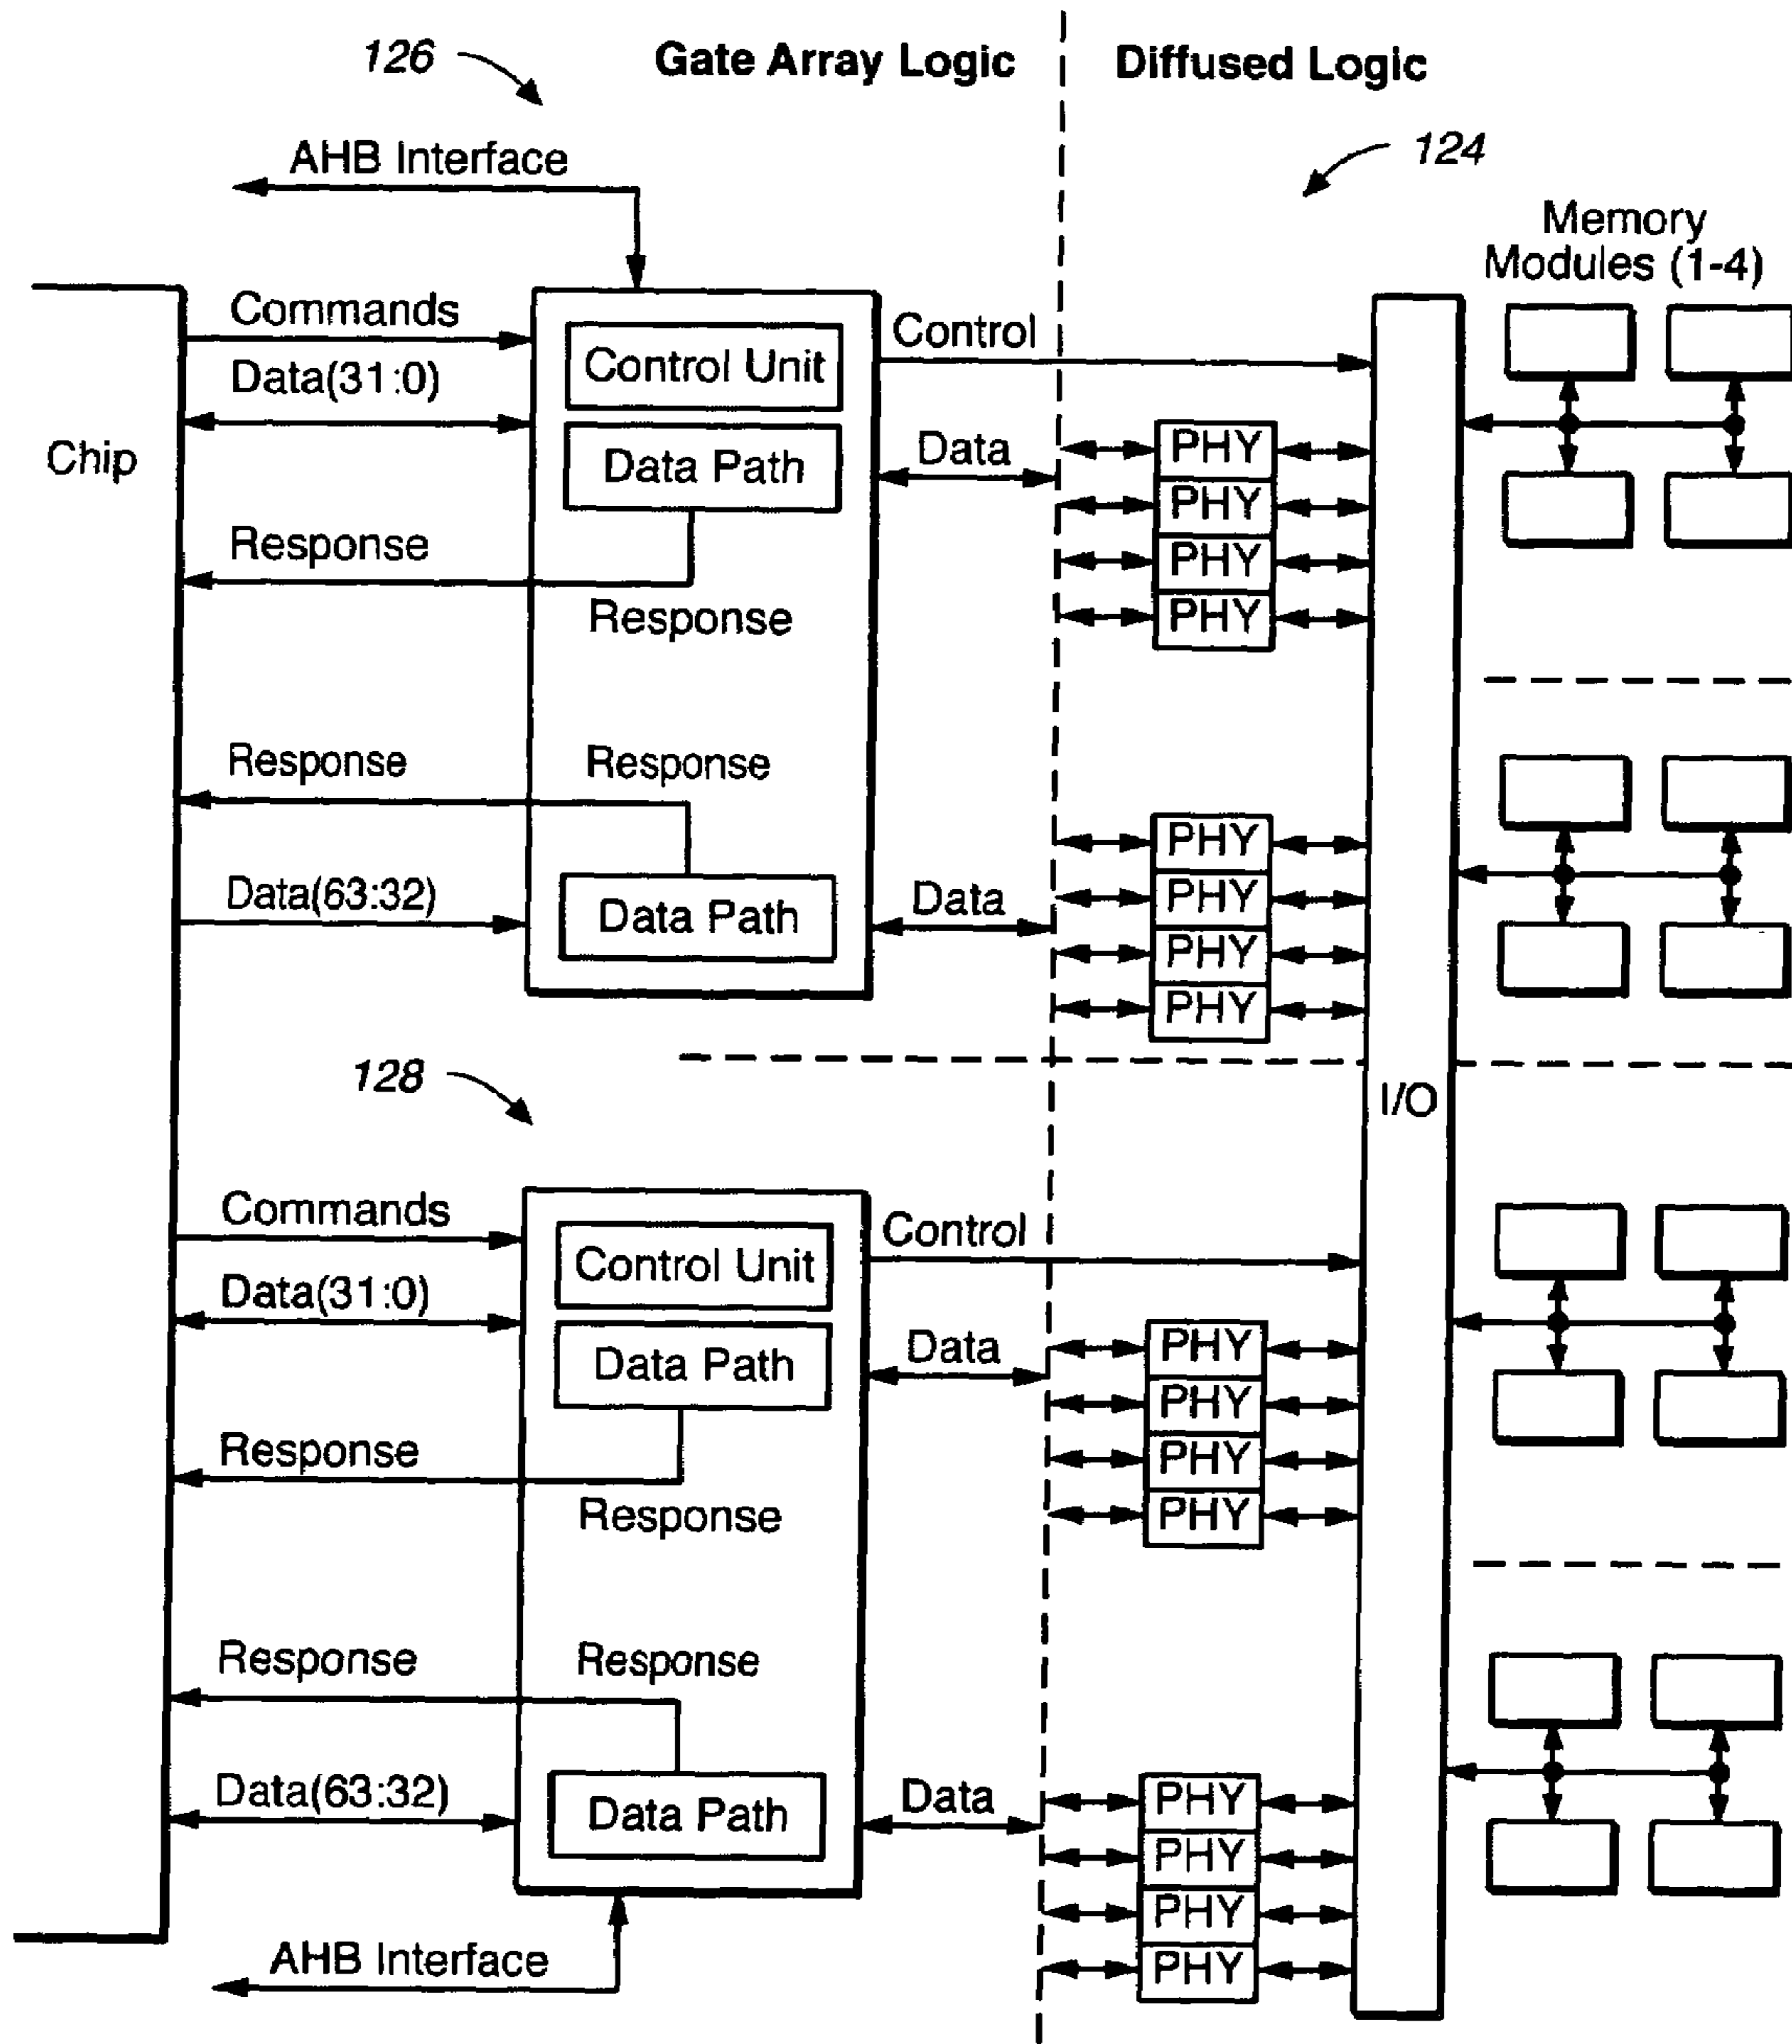 126
Gate Array Logic
Diffused Logic
124
AHB Interface
Memory
Modules (1-4)
Commands
Control Unit
Control
Data(31:0)
Chip
Data Path
Data
PHY
PHY
PHY
PHY
Response
Response
Response
Response
Data(63:32)
Data Path
Data
PHY
PHY
PHY
PHY
128
I/O
Commands
Control Unit
Control
Data(31:0)
Data Path
Data
PHY
PHY
PHY
PHY
Response
Response
Response
Response
Data(63:32)
Data Path
Data
PHY
PHY
PHY
PHY
AHB Interface